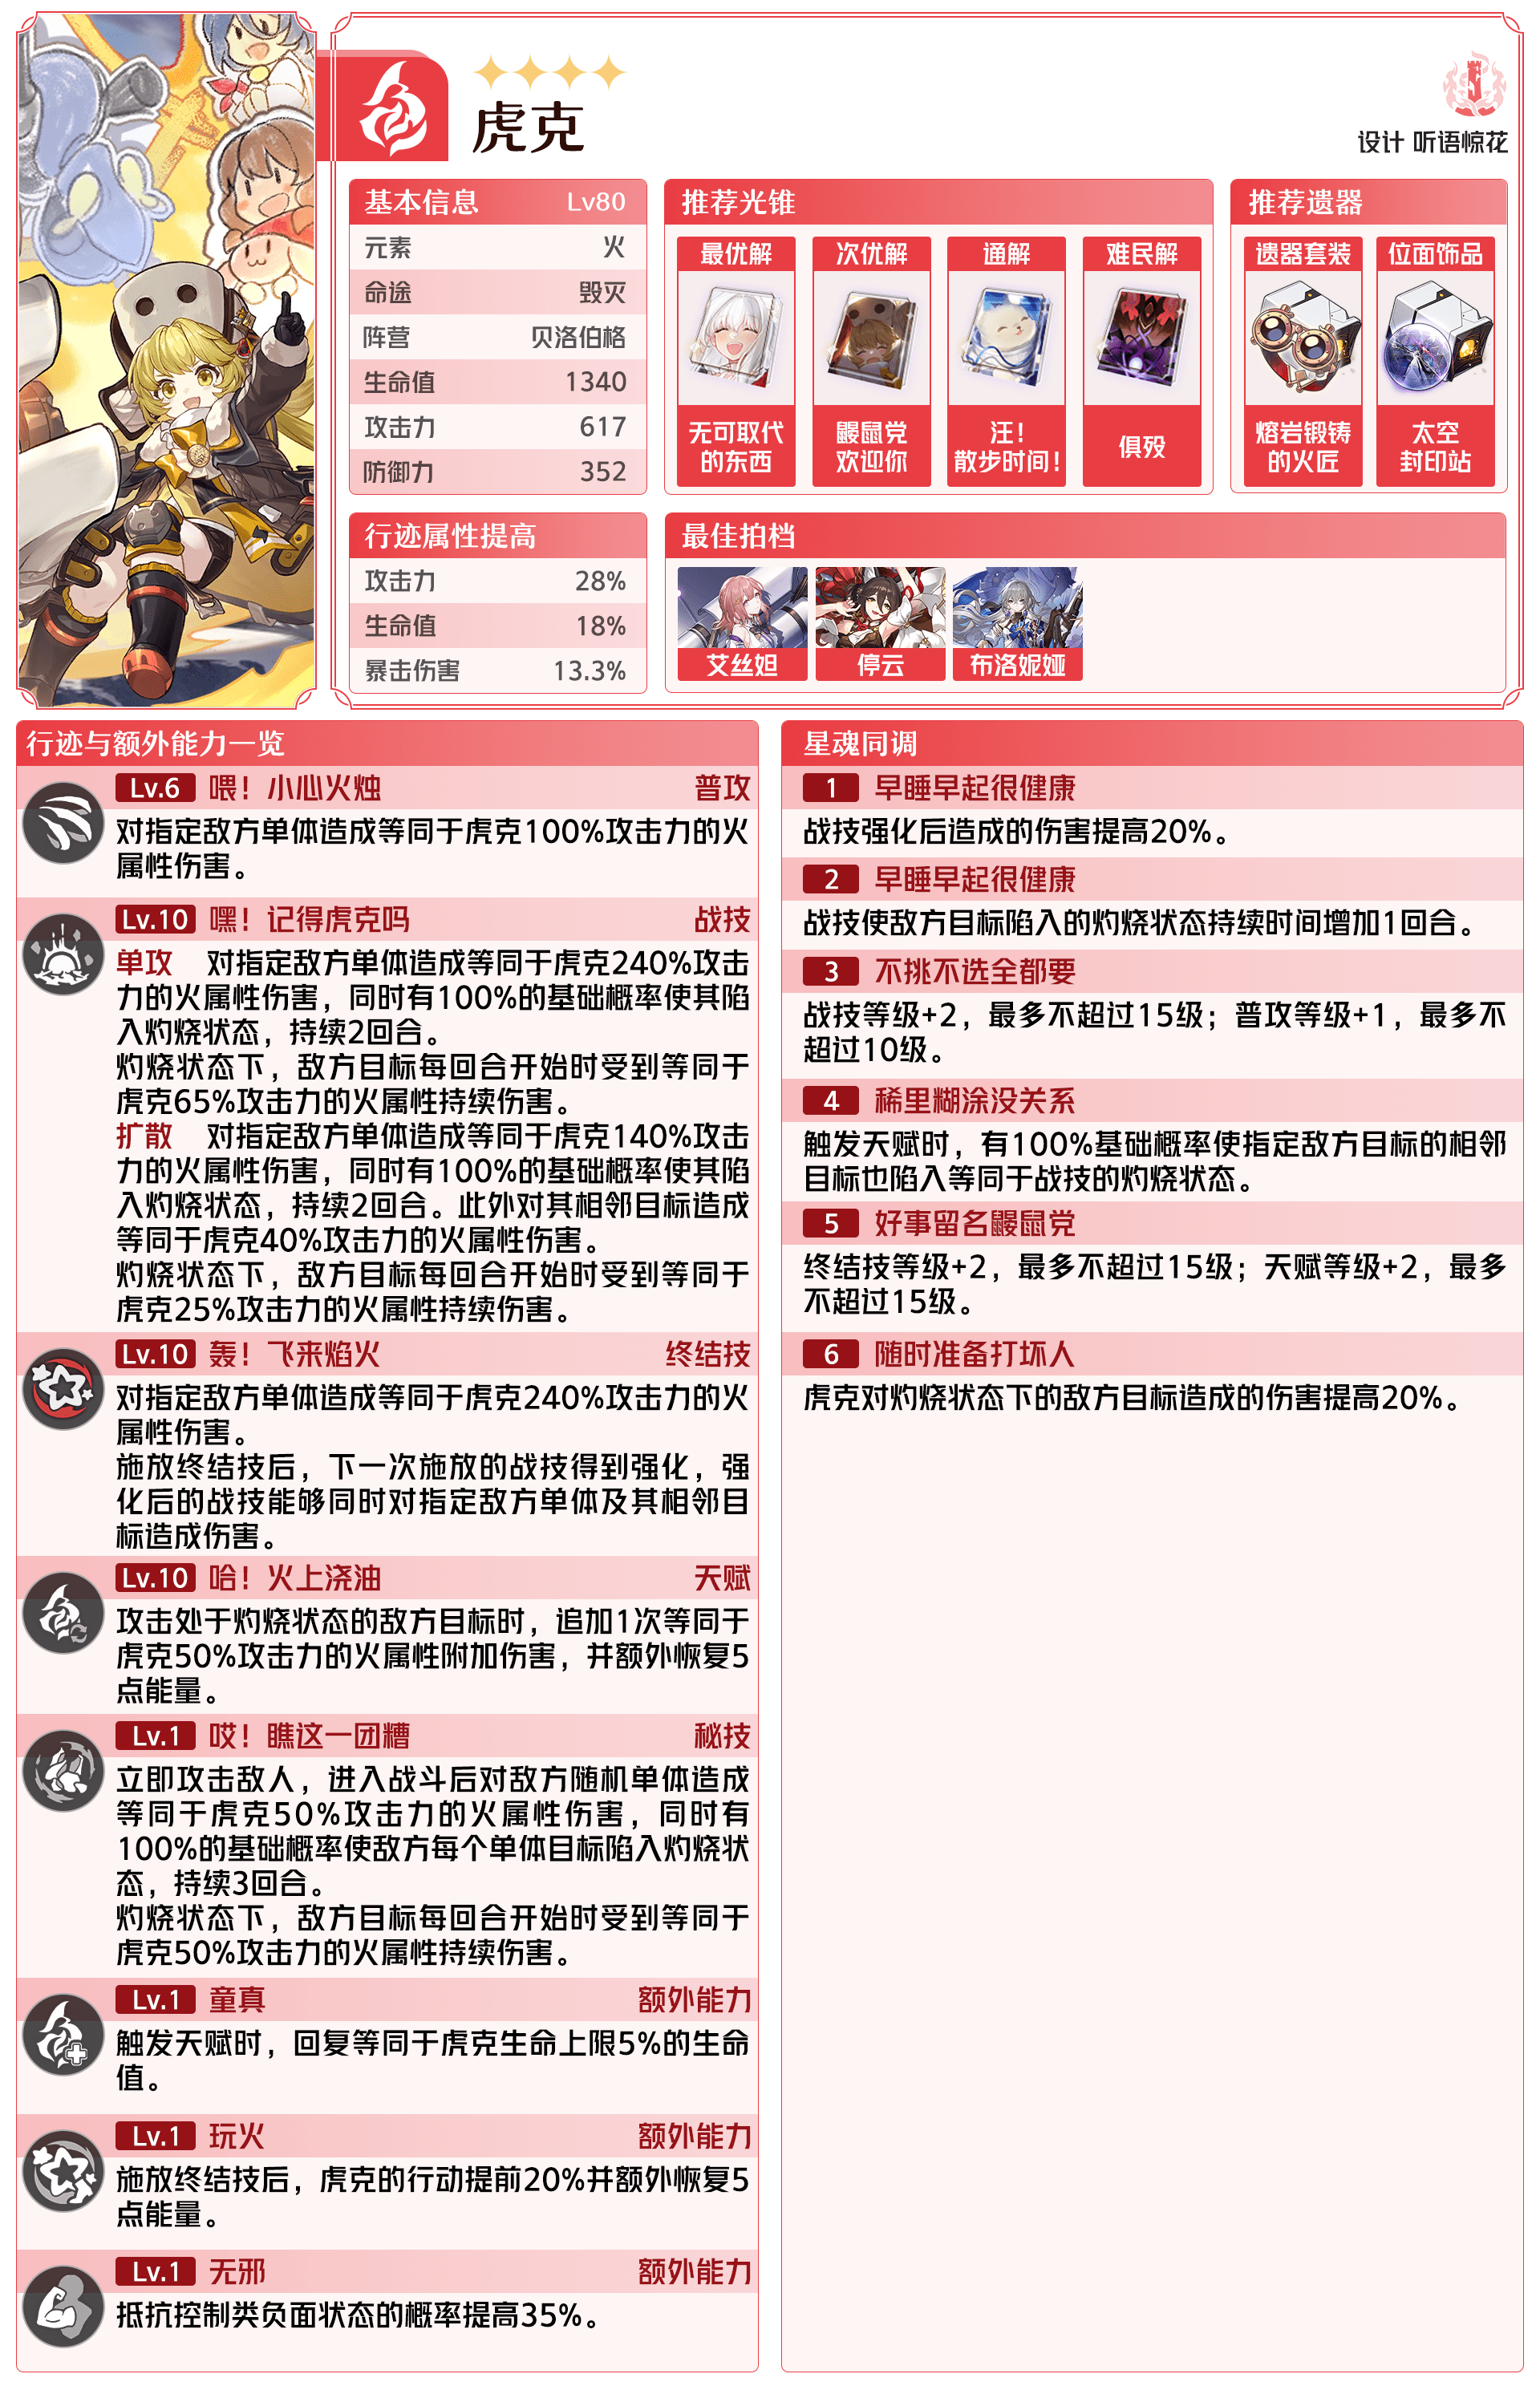 虎克
设计 听语惊花
基本信息 Lv80
元素 火
命途 毁灭
阵营 贝洛伯格
生命值 1340
攻击力 617
防御力 352
推荐光锥
最优解 次优解 通解 难民解
无可取代 鼹鼠党 汪！ 俱殁
的东西 欢迎你 散步时间！
推荐遗器
遗器套装 位面饰品
熔岩锻铸 太空
的火匠 封印站
行迹属性提高
攻击力 28%
生命值 18%
暴击伤害 13.3%
最佳拍档
艾丝妲 停云 布洛妮娅
行迹与额外能力一览
Lv.6 喂！小心火烛 普攻
对指定敌方单体造成等同于虎克100%攻击力的火
属性伤害。
Lv.10 嘿！记得虎克吗 战技
单攻 对指定敌方单体造成等同于虎克240%攻击
力的火属性伤害，同时有100%的基础概率使其陷
入灼烧状态，持续2回合。
灼烧状态下，敌方目标每回合开始时受到等同于
虎克65%攻击力的火属性持续伤害。
扩散 对指定敌方单体造成等同于虎克140%攻击
力的火属性伤害，同时有100%的基础概率使其陷
入灼烧状态，持续2回合。此外对其相邻目标造成
等同于虎克40%攻击力的火属性伤害。
灼烧状态下，敌方目标每回合开始时受到等同于
虎克25%攻击力的火属性持续伤害。
Lv.10 轰！飞来焰火 终结技
对指定敌方单体造成等同于虎克240%攻击力的火
属性伤害。
施放终结技后，下一次施放的战技得到强化，强
化后的战技能够同时对指定敌方单体及其相邻目
标造成伤害。
Lv.10 哈！火上浇油 天赋
攻击处于灼烧状态的敌方目标时，追加1次等同于
虎克50%攻击力的火属性附加伤害，并额外恢复5
点能量。
Lv.1 哎！瞧这一团糟 秘技
立即攻击敌人，进入战斗后对敌方随机单体造成
等同于虎克50%攻击力的火属性伤害，同时有
100%的基础概率使敌方每个单体目标陷入灼烧状
态，持续3回合。
灼烧状态下，敌方目标每回合开始时受到等同于
虎克50%攻击力的火属性持续伤害。
Lv.1 童真 额外能力
触发天赋时，回复等同于虎克生命上限5%的生命
值。
Lv.1 玩火 额外能力
施放终结技后，虎克的行动提前20%并额外恢复5
点能量。
Lv.1 无邪 额外能力
抵抗控制类负面状态的概率提高35%。
星魂同调
1 早睡早起很健康
战技强化后造成的伤害提高20%。
2 早睡早起很健康
战技使敌方目标陷入的灼烧状态持续时间增加1回合。
3 不挑不选全都要
战技等级+2，最多不超过15级；普攻等级+1，最多不
超过10级。
4 稀里糊涂没关系
触发天赋时，有100%基础概率使指定敌方目标的相邻
目标也陷入等同于战技的灼烧状态。
5 好事留名鼹鼠党
终结技等级+2，最多不超过15级；天赋等级+2，最多
不超过15级。
6 随时准备打坏人
虎克对灼烧状态下的敌方目标造成的伤害提高20%。